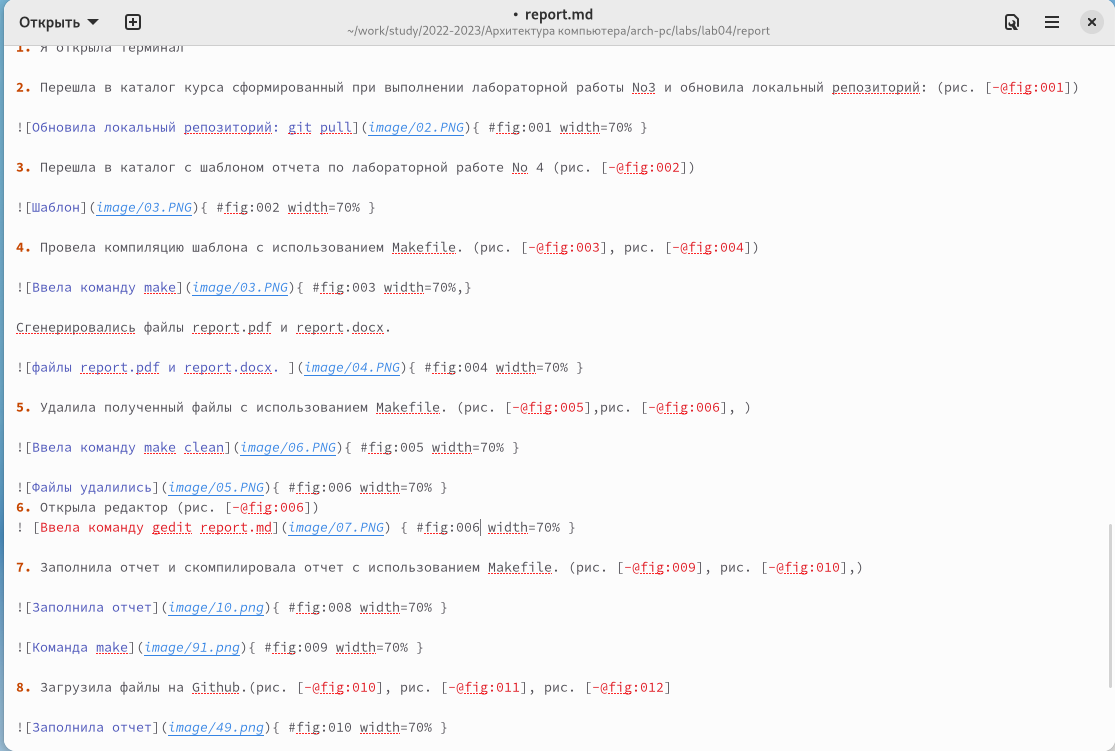 Открыть
• report.md
~/work/study/2022-2023/Архитектура компьютера/arch-pc/labs/lab04/report
1. Я открыла терминал
2. Перешла в каталог курса сформированный при выполнении лабораторной работы No3 и обновила локальный репозиторий: (рис. [-@fig:001])
![Обновила локальный репозиторий: git pull](image/02.PNG){ #fig:001 width=70% }
3. Перешла в каталог с шаблоном отчета по лабораторной работе No 4 (рис. [-@fig:002])
![Шаблон](image/03.PNG){ #fig:002 width=70% }
4. Провела компиляцию шаблона с использованием Makefile. (рис. [-@fig:003], рис. [-@fig:004])
![Ввела команду make](image/03.PNG){ #fig:003 width=70%,}
Сгенерировались файлы report.pdf и report.docx.
![файлы report.pdf и report.docx. ](image/04.PNG){ #fig:004 width=70% }
5. Удалила полученный файлы с использованием Makefile. (рис. [-@fig:005],рис. [-@fig:006], )
![Ввела команду make clean](image/06.PNG){ #fig:005 width=70% }
![Файлы удалились](image/05.PNG){ #fig:006 width=70% }
6. Открыла редактор (рис. [-@fig:006])
! [Ввела команду gedit report.md](image/07.PNG) { #fig:006 width=70% }
7. Заполнила отчет и скомпилировала отчет с использованием Makefile. (рис. [-@fig:009], рис. [-@fig:010],)
![Заполнила отчет](image/10.png){ #fig:008 width=70% }
![Команда make](image/91.png){ #fig:009 width=70% }
8. Загрузила файлы на Github.(рис. [-@fig:010], рис. [-@fig:011], рис. [-@fig:012]
![Заполнила отчет](image/49.png){ #fig:010 width=70% }